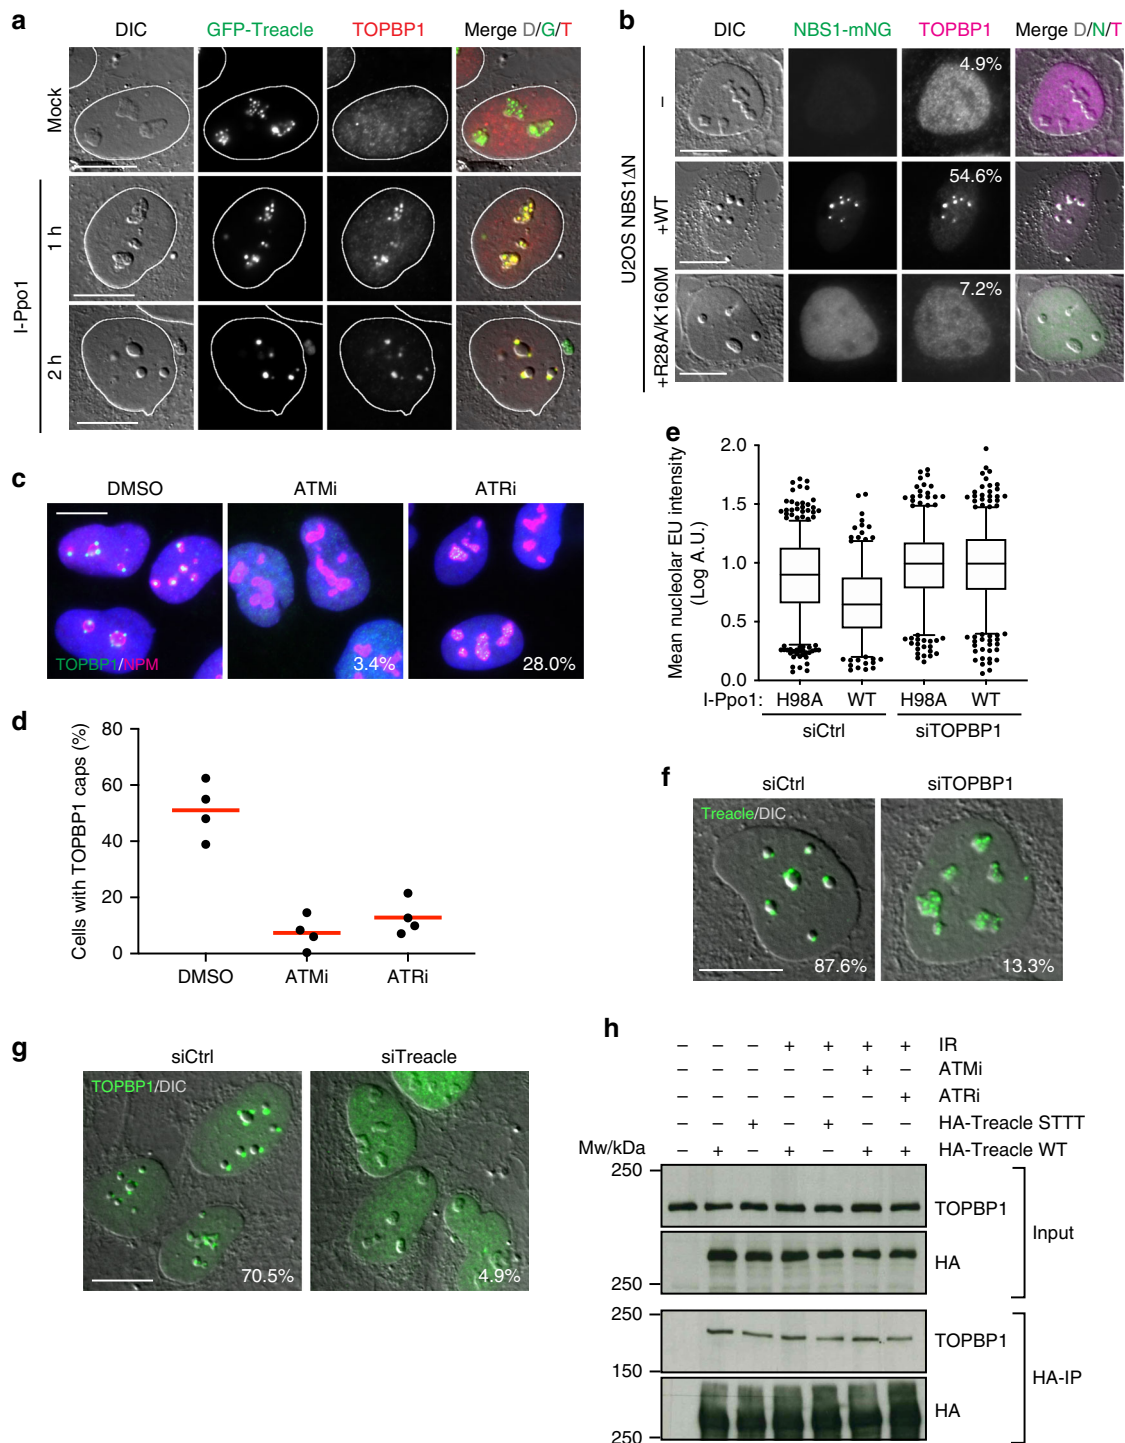 a
DIC
GFP-Treacle
TOPBP1
Merge D/G/T
Mock
I-Ppo1
1 h
2 h
b
DIC
NBS1-mNG
TOPBP1
Merge D/N/T
U2OS NBS1ΔN
–
4.9%
+WT
54.6%
+R28A/K160M
7.2%
c
DMSO
ATMi
ATRi
TOPBP1/NPM
3.4%
28.0%
d
Cells with TOPBP1 caps (%)
80
60
40
20
0
DMSO
ATMi
ATRi
e
Mean nucleolar EU intensity
(Log A.U.)
2.0
1.5
1.0
0.5
0.0
I-Ppo1: H98A WT H98A WT
siCtrl
siTOPBP1
f
siCtrl
siTOPBP1
Treacle/DIC
87.6%
13.3%
g
siCtrl
siTreacle
TOPBP1/DIC
70.5%
4.9%
h
– – – + + + + IR
– – – – – + – ATMi
– – – – – – + ATRi
– – + – + – – HA-Treacle STTT
Mw/kDa – + – + – + + HA-Treacle WT
250
TOPBP1
HA
250
Input
250
TOPBP1
150
HA
250
HA-IP